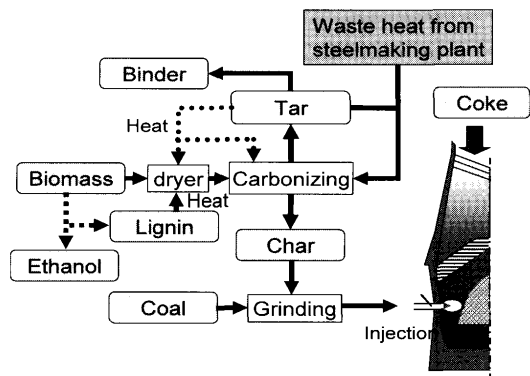 Waste heat from
steelmaking plant
Binder
Tar
Coke
Heat
Biomass
dryer
Carbonizing
Heat
Lignin
Char
Ethanol
Coal
Grinding
Injection